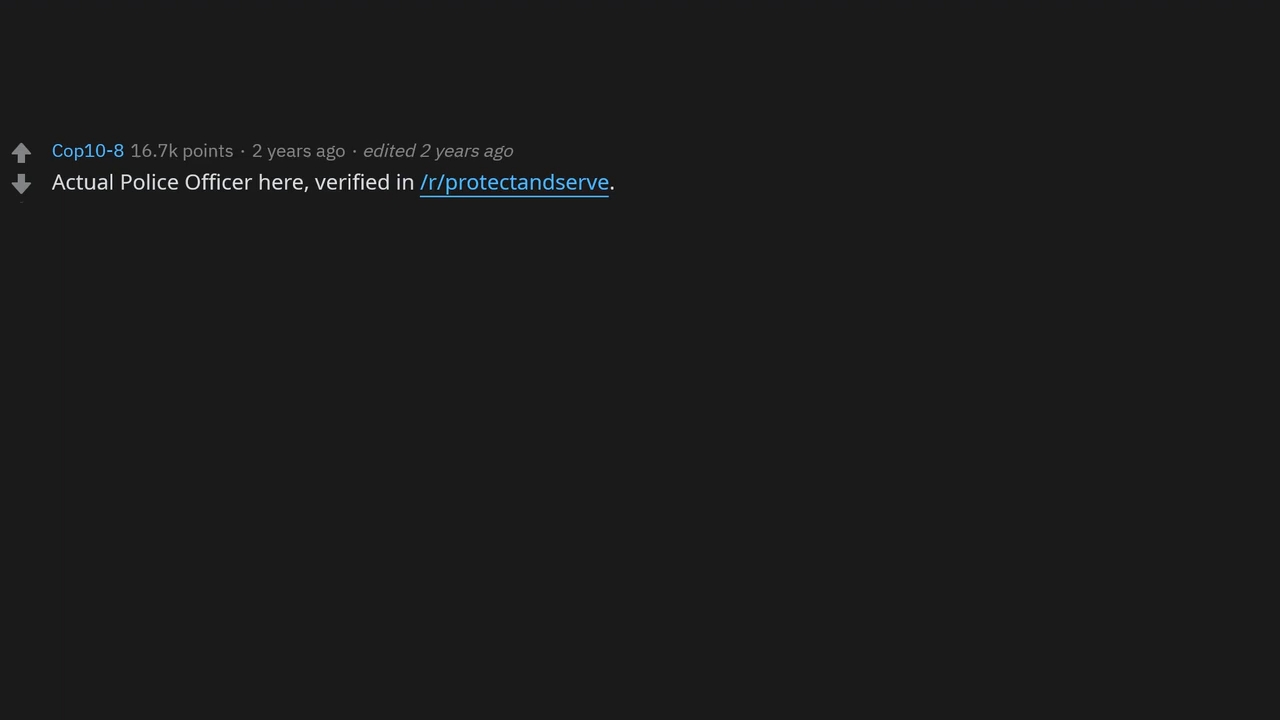 Cop10-8 16.7k points · 2 years ago · edited 2 years ago
Actual Police Officer here, verified in /r/protectandserve.